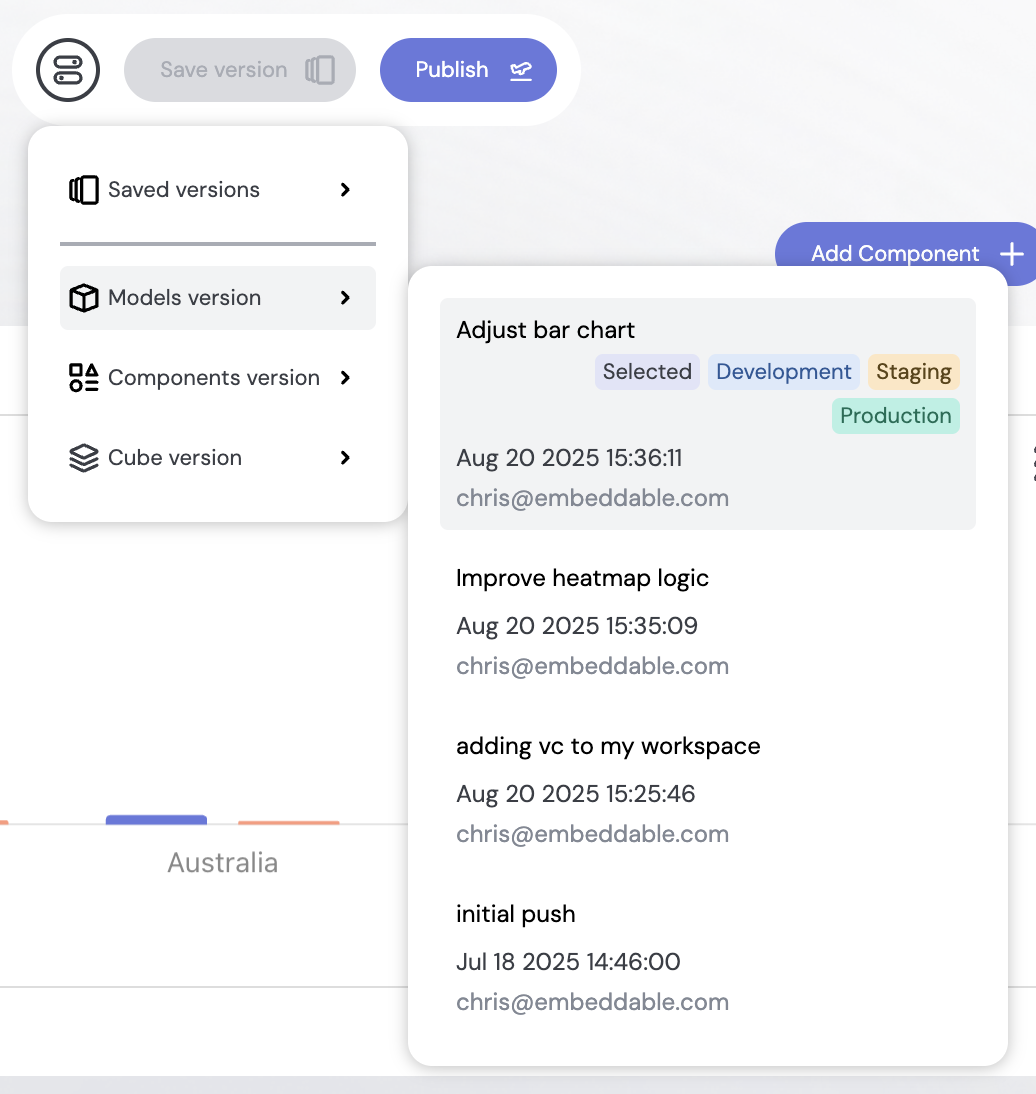 Save version
Publish
Saved versions
Add Component
Models version
Components version
Cube version
Adjust bar chart
Selected Development Staging
Production
Aug 20 2025 15:36:11
chris@embeddable.com
Improve heatmap logic
Aug 20 2025 15:35:09
chris@embeddable.com
adding vc to my workspace
Aug 20 2025 15:25:46
chris@embeddable.com
Australia
initial push
Jul 18 2025 14:46:00
chris@embeddable.com